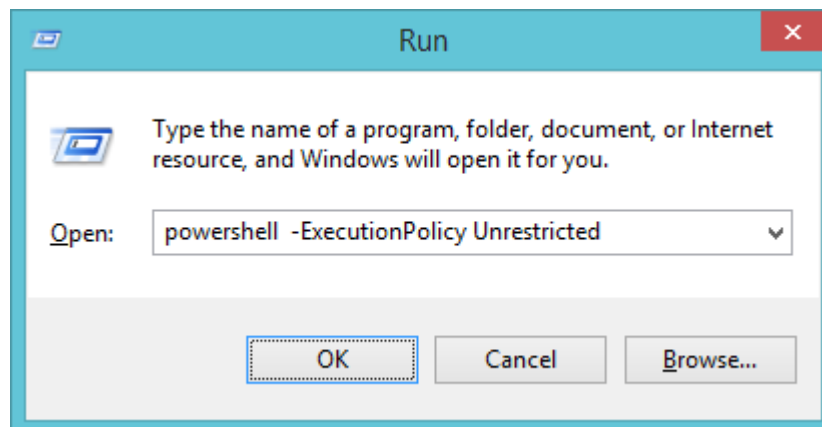 Run
Type the name of a program, folder, document, or Internet
resource, and Windows will open it for you.
Open: powershell  -ExecutionPolicy Unrestricted
OK Cancel Browse...